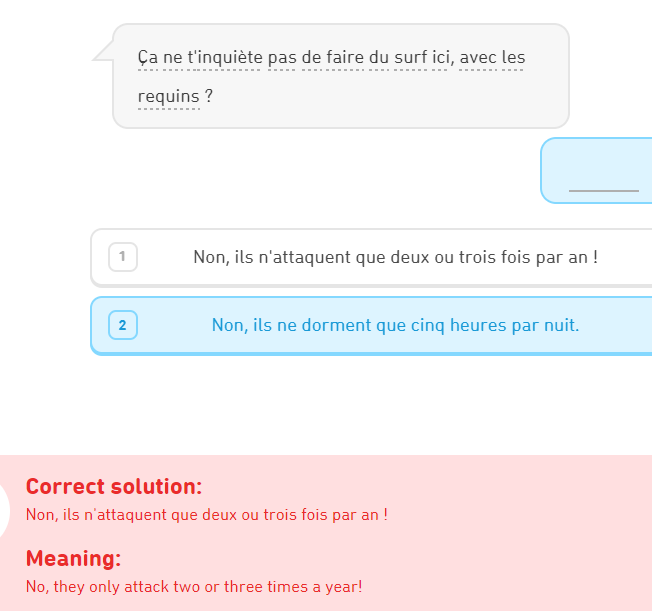 Ça ne t'inquiète pas de faire du surf ici, avec les
requins ?
1
Non, ils n'attaquent que deux ou trois fois par an !
2
Non, ils ne dorment que cinq heures par nuit.
Correct solution:
Non, ils n'attaquent que deux ou trois fois par an !
Meaning:
No, they only attack two or three times a year!